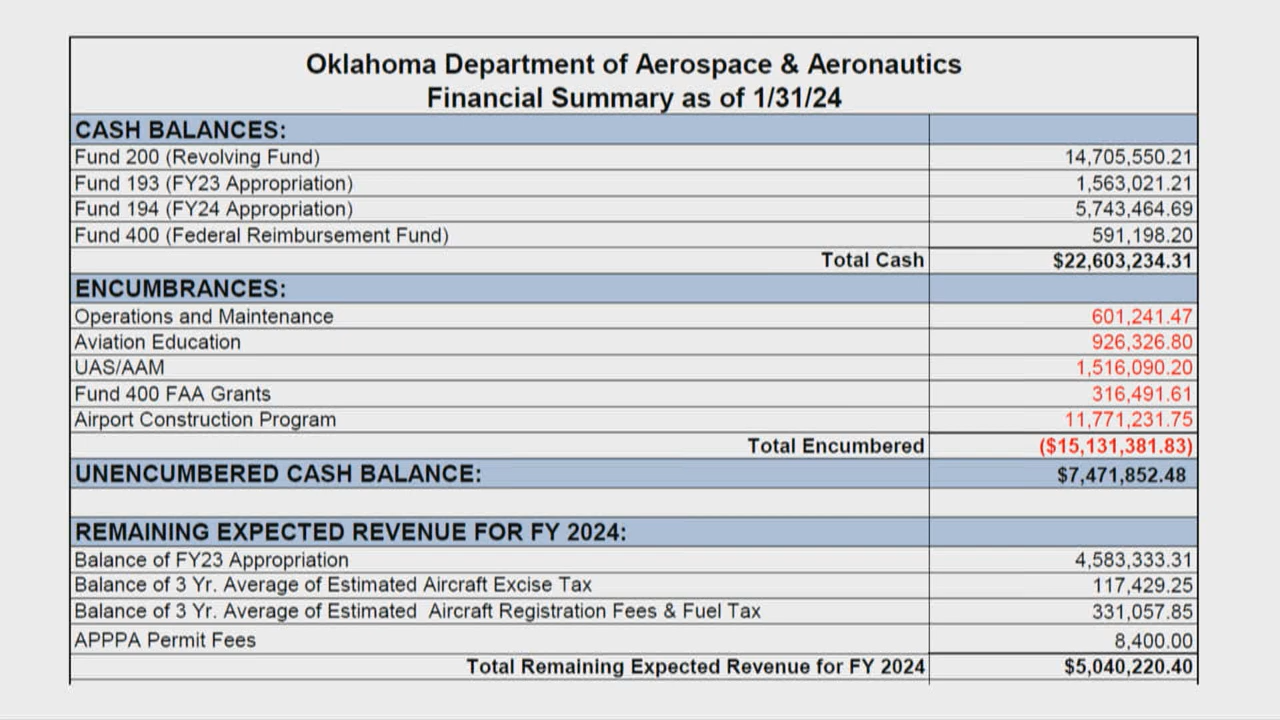 Oklahoma Department of Aerospace & Aeronautics
Financial Summary as of 1/31/24
CASH BALANCES:
Fund 200 (Revolving Fund) 14,705,550.21
Fund 193 (FY23 Appropriation) 1,563,021.21
Fund 194 (FY24 Appropriation) 5,743,464.69
Fund 400 (Federal Reimbursement Fund) 591,198.20
Total Cash $22,603,234.31
ENCUMBRANCES:
Operations and Maintenance 601,241.47
Aviation Education 926,326.80
UAS/AAM 1,516,090.20
Fund 400 FAA Grants 316,491.61
Airport Construction Program 11,771,231.75
Total Encumbered ($15,131,381.83)
UNENCUMBERED CASH BALANCE: $7,471,852.48
REMAINING EXPECTED REVENUE FOR FY 2024:
Balance of FY23 Appropriation 4,583,333.31
Balance of 3 Yr. Average of Estimated Aircraft Excise Tax 117,429.25
Balance of 3 Yr. Average of Estimated Aircraft Registration Fees & Fuel Tax 331,057.85
APPPA Permit Fees 8,400.00
Total Remaining Expected Revenue for FY 2024 $5,040,220.40